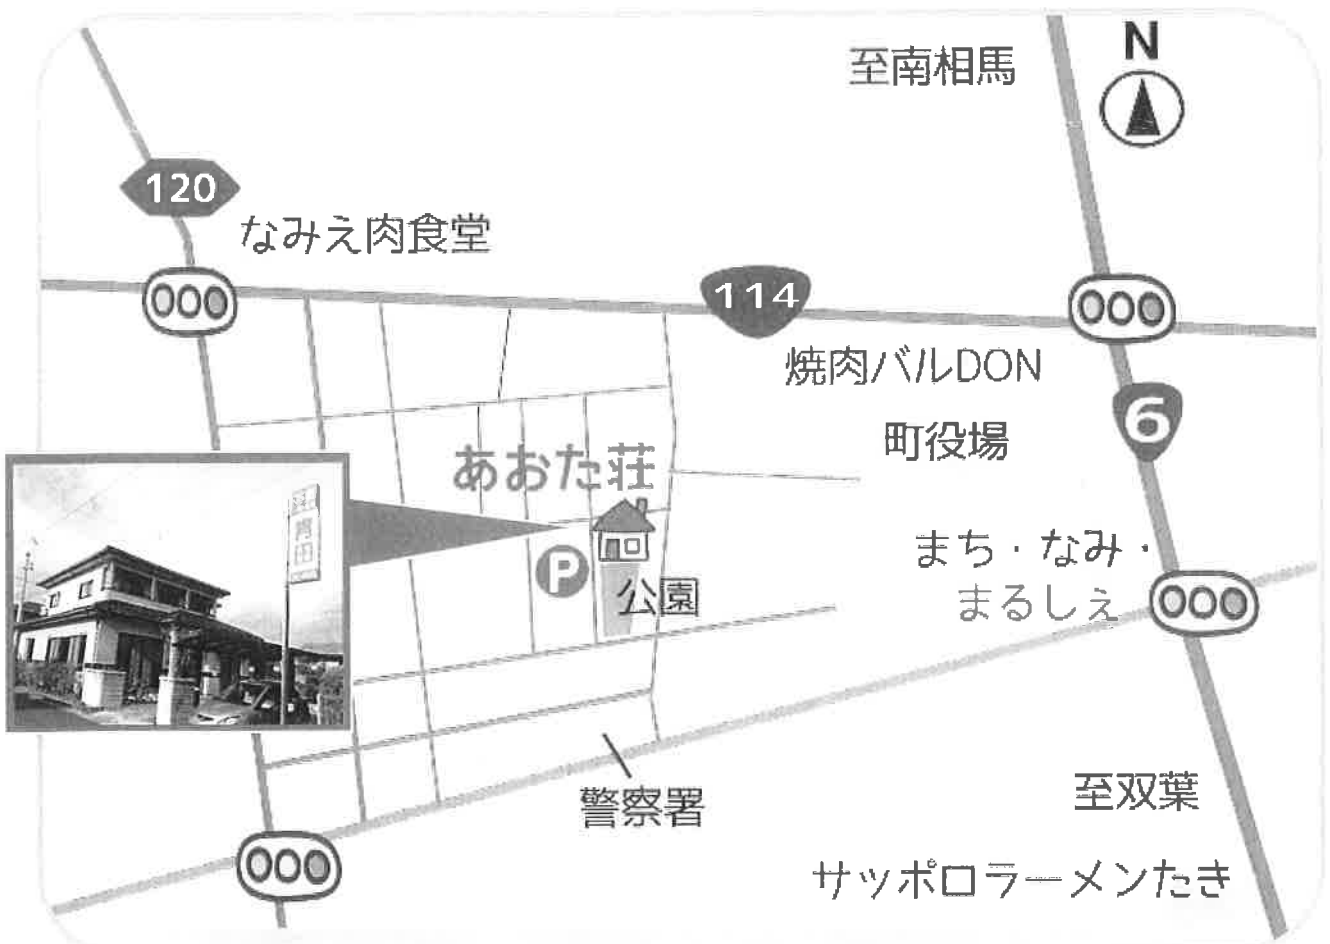 N
至南相馬
120
なみえ肉食堂
114
焼肉バルDON
6
町役場
あおた荘
青田
まち・なみ・
まるしぇ
P
公園
警察署
至双葉
サッポロラーメンたき